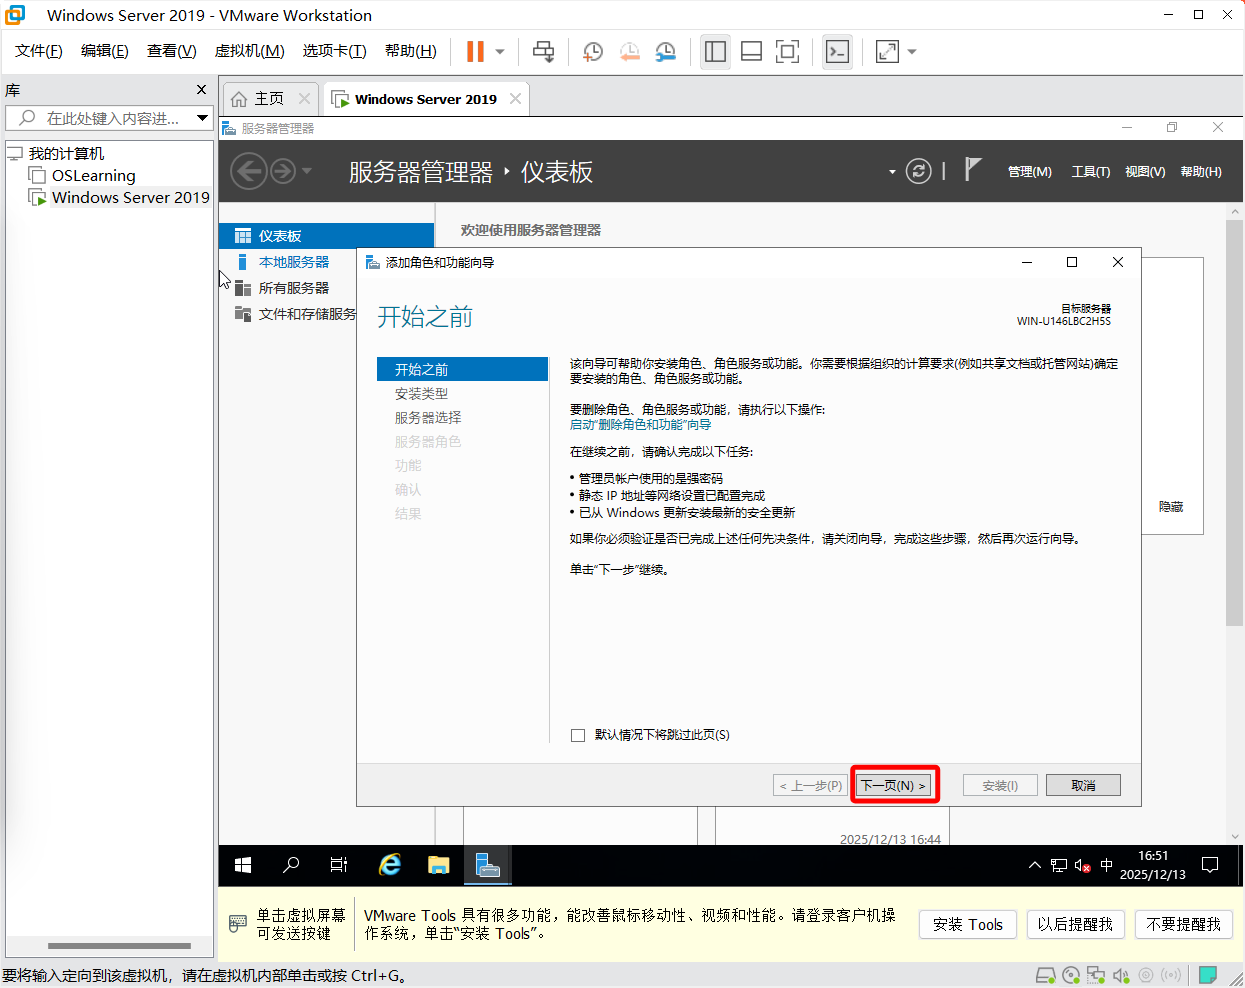 Windows Server 2019 - VMware Workstation
文件(F) 编辑(E) 查看(V) 虚拟机(M) 选项卡(T) 帮助(H)
库
在此处键入内容进...
我的计算机
OSLearning
Windows Server 2019
主页
Windows Server 2019
服务器管理器
服务器管理器 · 仪表板
管理(M) 工具(T) 视图(V) 帮助(H)
仪表板
本地服务器
所有服务器
文件和存储服务
欢迎使用服务器管理器
添加角色和功能向导
开始之前
目标服务器
WIN-U146LBC2H5S
开始之前
安装类型
服务器选择
服务器角色
功能
确认
结果
该向导可帮助你安装角色、角色服务或功能。你需要根据组织的计算要求(例如共享文档或托管网站)确定
要安装的角色、角色服务或功能。
要删除角色、角色服务或功能，请执行以下操作:
启动“删除角色和功能”向导
在继续之前，请确认完成以下任务:
• 管理员帐户使用的是强密码
• 静态 IP 地址等网络设置已配置完成
• 已从 Windows 更新安装最新的安全更新
如果你必须验证是否已完成上述任何先决条件，请关闭向导，完成这些步骤，然后再次运行向导。
单击“下一步”继续。
默认情况下将跳过此页(S)
< 上一步(P)
下一页(N) >
安装(I)
取消
隐藏
2025/12/13 16:44
中
16:51
2025/12/13
单击虚拟屏幕
可发送按键
VMware Tools 具有很多功能，能改善鼠标移动性、视频和性能。请登录客户机操
作系统，单击“安装 Tools”。
安装 Tools
以后提醒我
不要提醒我
要将输入定向到该虚拟机，请在虚拟机内部单击或按 Ctrl+G。